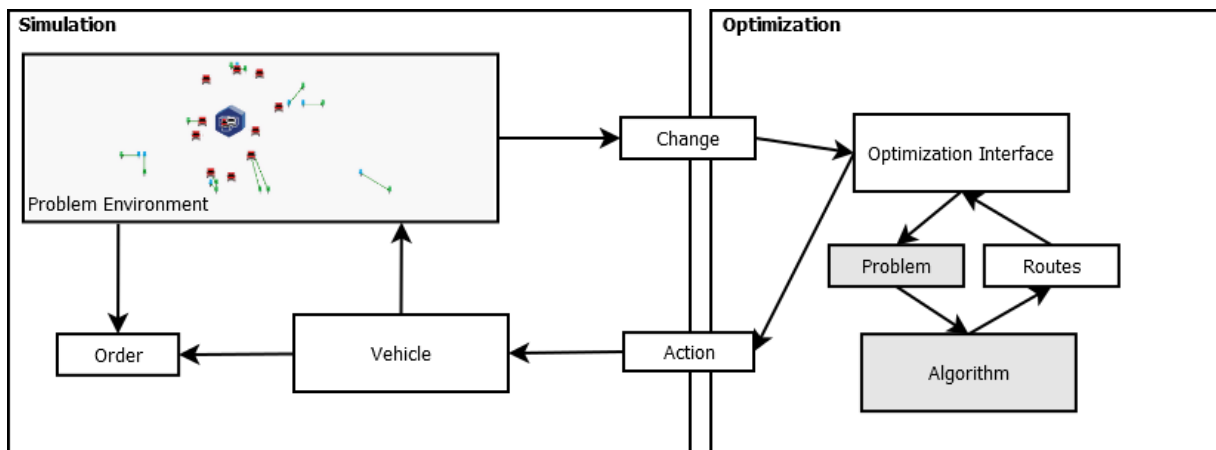 Simulation
Optimization
Problem Environment
Change
Optimization Interface
Problem
Routes
Order
Vehicle
Action
Algorithm